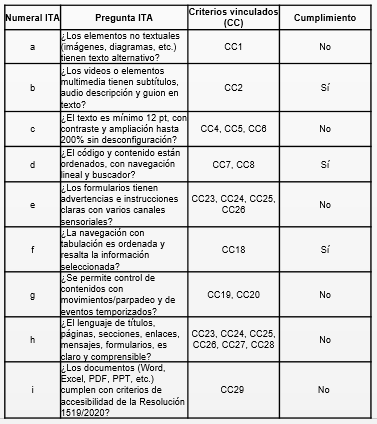 Numeral ITA Pregunta ITA Criterios vinculados Cumplimiento
(CC)
¿Los elementos no textuales
a (imágenes, diagramas, etc.) CC1 No
tienen texto alternativo?
¿Los videos o elementos
b multimedia tienen subtítulos, CC2 Sí
audio descripción y guion en
texto?
¿El texto es mínimo 12 pt, con
c contraste y ampliación hasta CC4, CC5, CC6 No
200% sin desconfiguración?
¿El código y contenido están
d ordenados, con navegación CC7, CC8 Sí
lineal y buscador?
¿Los formularios tienen
e advertencias e instrucciones CC23, CC24, CC25, No
claras con varios canales CC26
sensoriales?
¿La navegación con
f tabulación es ordenada y CC18 Sí
resalta la información
seleccionada?
¿Se permite control de
g contenidos con CC19, CC20 No
movimientos/parpadeo y de
eventos temporizados?
¿El lenguaje de títulos,
h páginas, secciones, enlaces, CC23, CC24, CC25, No
mensajes, formularios, es CC26, CC27, CC28
claro y comprensible?
¿Los documentos (Word,
i Excel, PDF, PPT, etc.) CC29 No
cumplen con criterios de
accesibilidad de la Resolución
1519/2020?